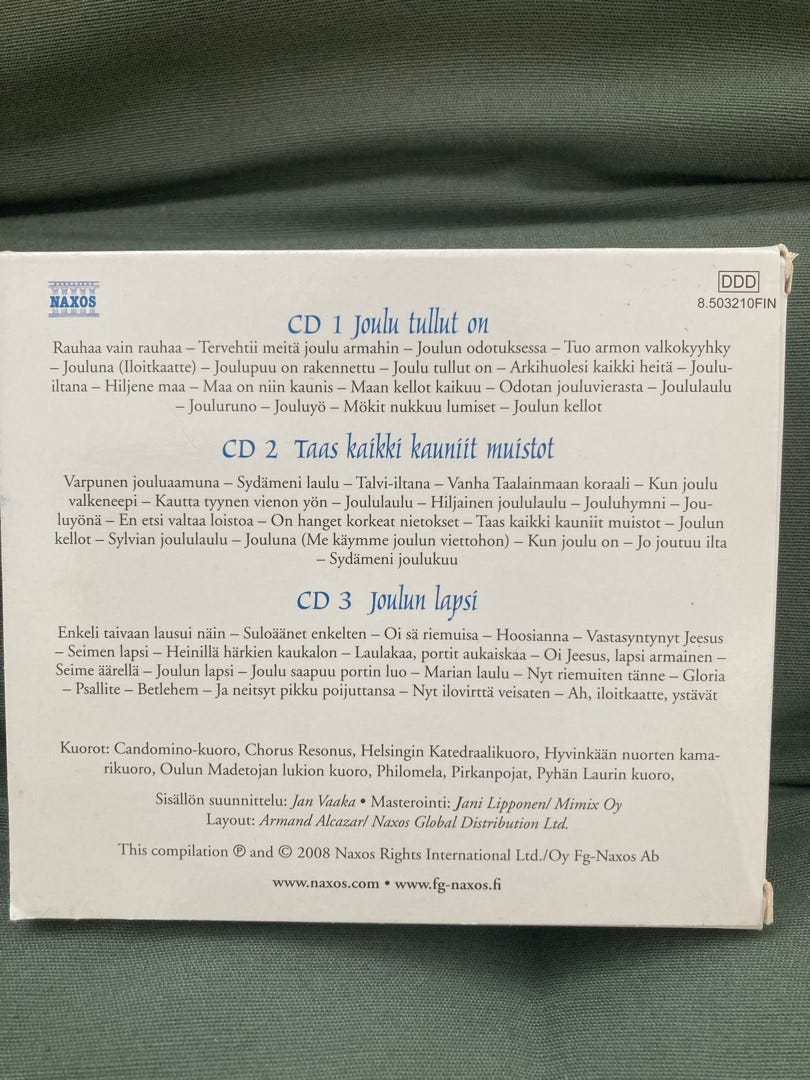 NAXOS
DDD
8.503210FIN
CD 1 Joulu tullut on
Rauhaa vain rauhaa – Tervehtii meitä joulu armahin – Joulun odotuksessa – Tuo armon valkokyyhky
– Jouluna (Iloitkaatte) – Joulupuu on rakennettu – Joulu tullut on – Arkihuolesi kaikki heitä – Joulu-
iltana – Hiljene maa – Maa on niin kaunis – Maan kellot kaikuu – Odotan jouluvierasta – Joululaulu
– Jouluruno – Jouluyö – Mökit nukkuu lumiset – Joulun kellot
CD 2 Taas kaikki kauniit muistot
Varpunen jouluaamuna – Sydämeni laulu – Talvi-iltana – Vanha Taalainmaan koraali – Kun joulu
valkeneepi – Kautta tyynen vienon yön – Joululaulu – Hiljainen joululaulu – Jouluhymni – Jou-
luyönä – En etsi valtaa loistoa – On hanget korkeat nietokset – Taas kaikki kauniit muistot – Joulun
kellot – Sylvian joululaulu – Jouluna (Me käymme joulun viettohon) – Kun joulu on – Jo joutuu ilta
– Sydämeni joulukuu
CD 3 Joulun lapsi
Enkeli taivaan lausui näin – Suloäänet enkelten – Oi sä riemuisa – Hoosianna – Vastasyntynyt Jeesus
– Seimen lapsi – Heinillä härkien kaukalon – Laulakaa, portit aukaiskaa – Oi Jeesus, lapsi armainen –
Seime äärellä – Joulun lapsi – Joulu saapuu portin luo – Marian laulu – Nyt riemuiten tänne – Gloria
– Psallite – Betlehem – Ja neitsyt pikku poijuttansa – Nyt ilovirttä veisaten – Ah, iloitkaatte, ystävät
Kuorot: Candomino-kuoro, Chorus Resonus, Helsingin Katedraalikuoro, Hyvinkään nuorten kama-
rikuoro, Oulun Madetojan lukion kuoro, Philomela, Pirkanpojat, Pyhän Laurin kuoro,
Sisällön suunnittelu: Jan Vaaka • Masterointi: Jani Lipponen/ Mimix Oy
Layout: Armand Alcazar/ Naxos Global Distribution Ltd.
This compilation ℗ and © 2008 Naxos Rights International Ltd./Oy Fg-Naxos Ab
www.naxos.com • www.fg-naxos.fi